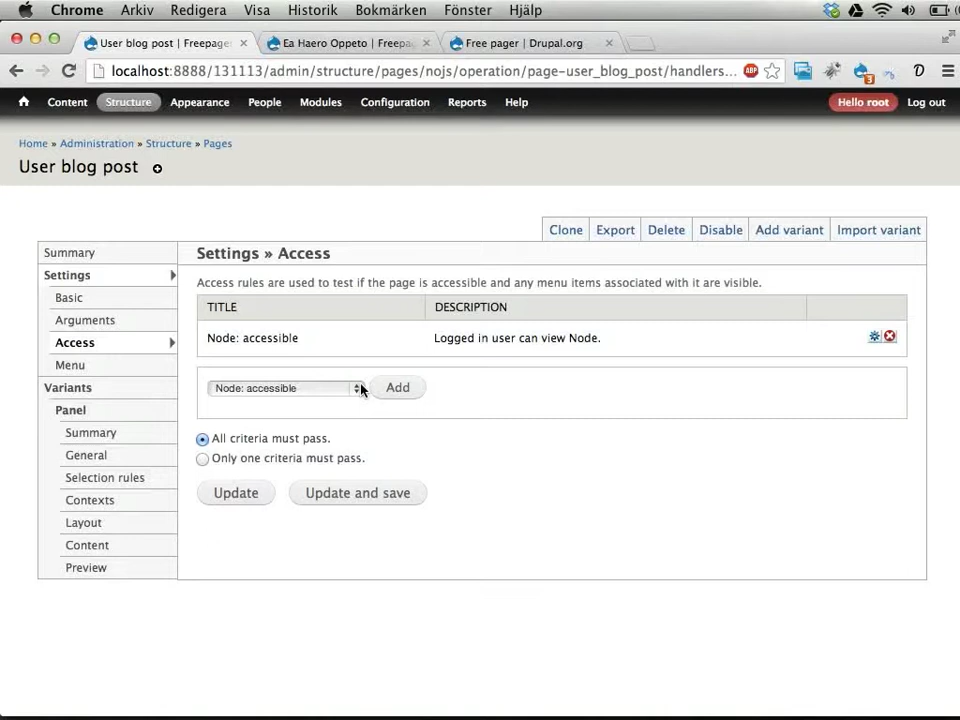 Chrome Arkiv Redigera Visa Historik Bokmärken Fönster Hjälp
User blog post | Freepage
Ea Haero Oppeto | Freepa
Free pager | Drupal.org
localhost:8888/131113/admin/structure/pages/nojs/operation/page-user_blog_post/handlers...
ABP
3
D
Content Structure Appearance People Modules Configuration Reports Help
Hello root Log out
Home » Administration » Structure » Pages
User blog post
Clone Export Delete Disable Add variant Import variant
Summary
Settings
Basic
Arguments
Access
Menu
Variants
Panel
Summary
General
Selection rules
Contexts
Layout
Content
Preview
Settings » Access
Access rules are used to test if the page is accessible and any menu items associated with it are visible.
TITLE DESCRIPTION
Node: accessible Logged in user can view Node.
Node: accessible Add
All criteria must pass.
Only one criteria must pass.
Update Update and save